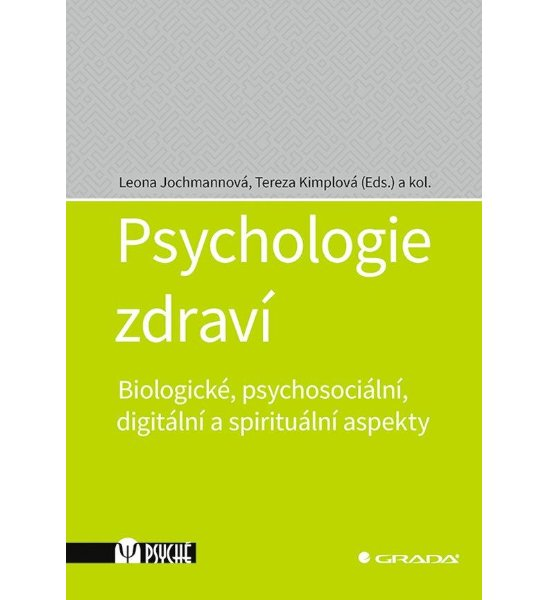 Leona Jochmannová, Tereza Kimplová (Eds.) a kol.
Psychologie
zdraví
Biologické, psychosociální,
digitální a spirituální aspekty
Ψ PSYCHÉ
GRADA